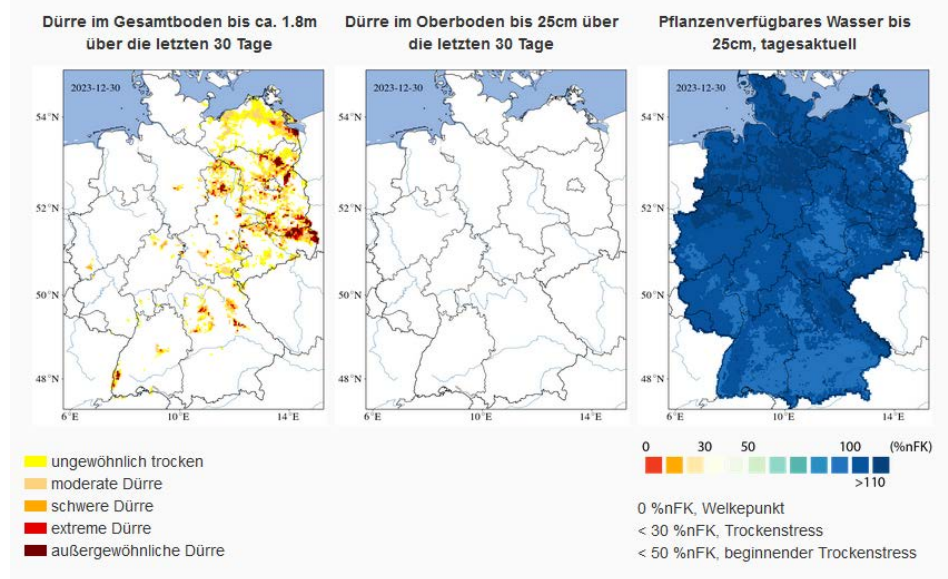 Dürre im Gesamtboden bis ca. 1.8m
über die letzten 30 Tage
Dürre im Oberboden bis 25cm über
die letzten 30 Tage
Pflanzenverfügbares Wasser bis
25cm, tagesaktuell
2023-12-30
54°N
52°N
50°N
48°N
6°E
10°E
14°E
2023-12-30
54°N
52°N
50°N
48°N
6°E
10°E
14°E
2023-12-30
54°N
52°N
50°N
48°N
6°E
10°E
14°E
ungewöhnlich trocken
moderate Dürre
schwere Dürre
extreme Dürre
außergewöhnliche Dürre
0 30 50 100 (%nFK)
>110
0 %nFK, Welkepunkt
< 30 %nFK, Trockenstress
< 50 %nFK, beginnender Trockenstress